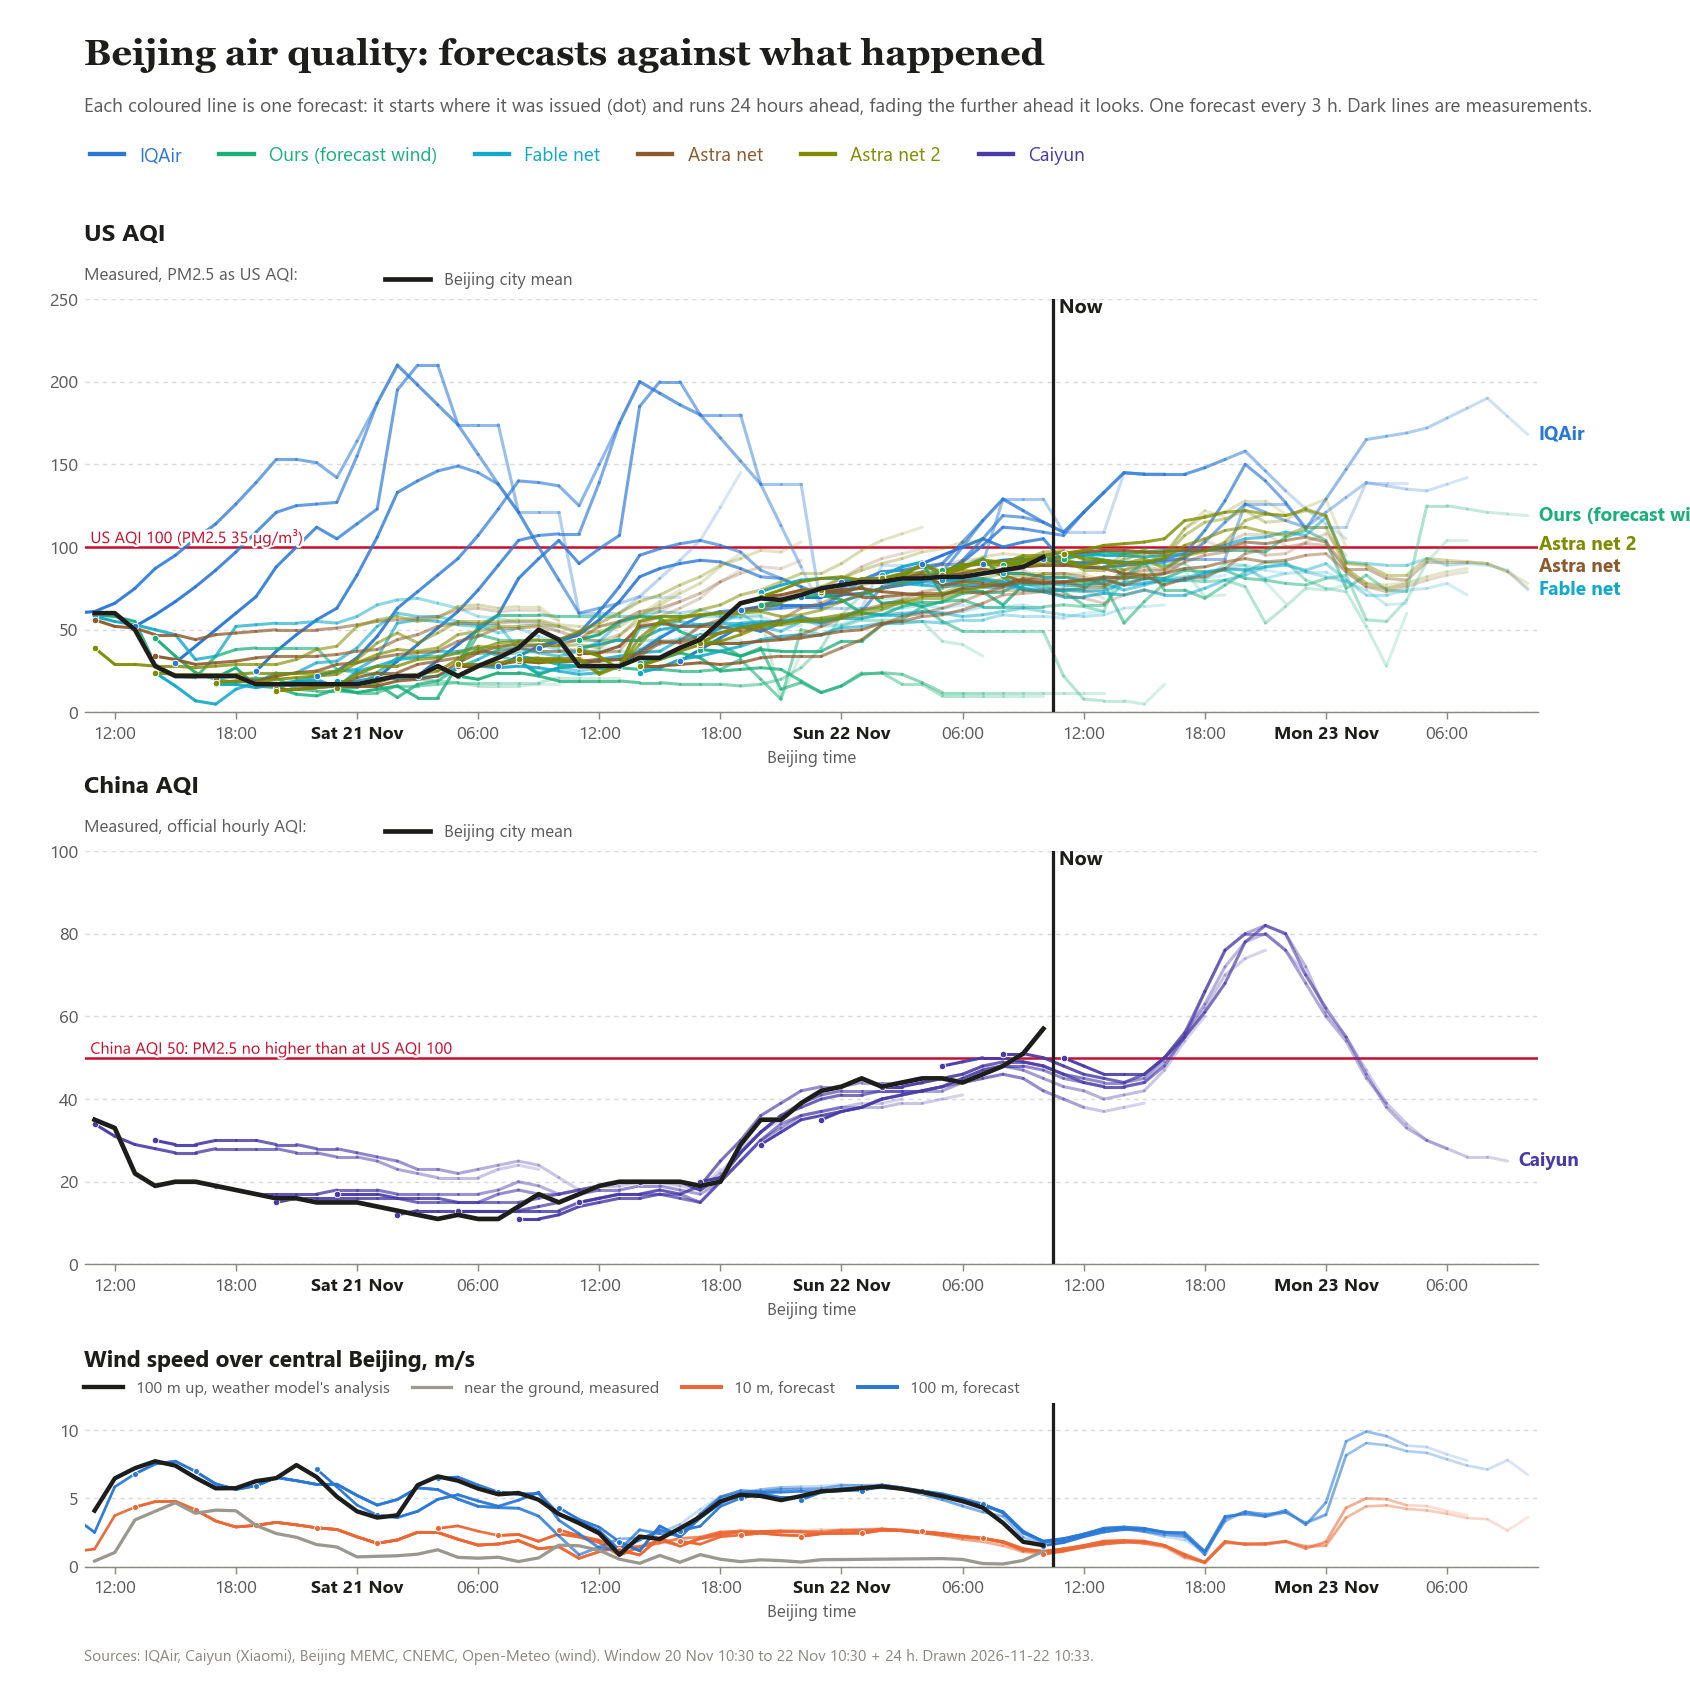 Beijing air quality: forecasts against what happened
Each coloured line is one forecast: it starts where it was issued (dot) and runs 24 hours ahead, fading the further ahead it looks. One forecast every 3 h. Dark lines are measurements.
IQAir Ours (forecast wind) Fable net Astra net Astra net 2 Caiyun
US AQI
Measured, PM2.5 as US AQI: Beijing city mean
250
Now
200
150
IQAir
US AQI 100 (PM2.5 35 µg/m³)
100
Ours (forecast wi
Astra net 2
Astra net
Fable net
50
0
12:00 18:00 Sat 21 Nov 06:00 12:00 18:00 Sun 22 Nov 06:00 12:00 18:00 Mon 23 Nov 06:00
Beijing time
China AQI
Measured, official hourly AQI: Beijing city mean
100
Now
80
60
China AQI 50: PM2.5 no higher than at US AQI 100
40
Caiyun
20
0
12:00 18:00 Sat 21 Nov 06:00 12:00 18:00 Sun 22 Nov 06:00 12:00 18:00 Mon 23 Nov 06:00
Beijing time
Wind speed over central Beijing, m/s
100 m up, weather model's analysis near the ground, measured 10 m, forecast 100 m, forecast
10
5
0
12:00 18:00 Sat 21 Nov 06:00 12:00 18:00 Sun 22 Nov 06:00 12:00 18:00 Mon 23 Nov 06:00
Beijing time
Sources: IQAir, Caiyun (Xiaomi), Beijing MEMC, CNEMC, Open-Meteo (wind). Window 20 Nov 10:30 to 22 Nov 10:30 + 24 h. Drawn 2026-11-22 10:33.